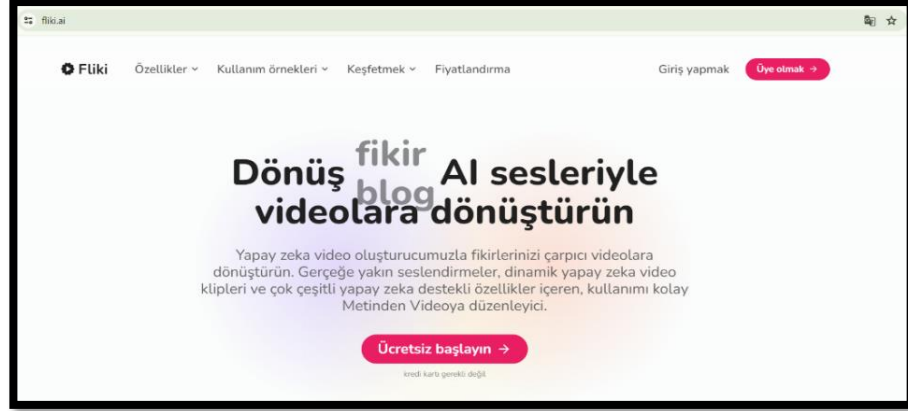 fliki.ai
Fliki Özellikler Kullanım örnekleri Keşfetmek Fiyatlandırma Giriş yapmak Üye olmak →
fikir
Dönüş AI sesleriyle
blog
videolara dönüştürün
Yapay zeka video oluşturucumuzla fikirlerinizi çarpıcı videolara
dönüştürün. Gerçeğe yakın seslendirmeler, dinamik yapay zeka video
klipleri ve çok çeşitli yapay zeka destekli özellikler içeren, kullanımı kolay
Metinden Videoya düzenleyici.
Ücretsiz başlayın →
kredi kartı gerekli değil